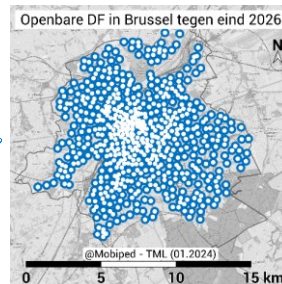 Openbare DF in Brussel tegen eind 2026
N
@Mobiped - TML (01.2024)
0 5 10 15 km